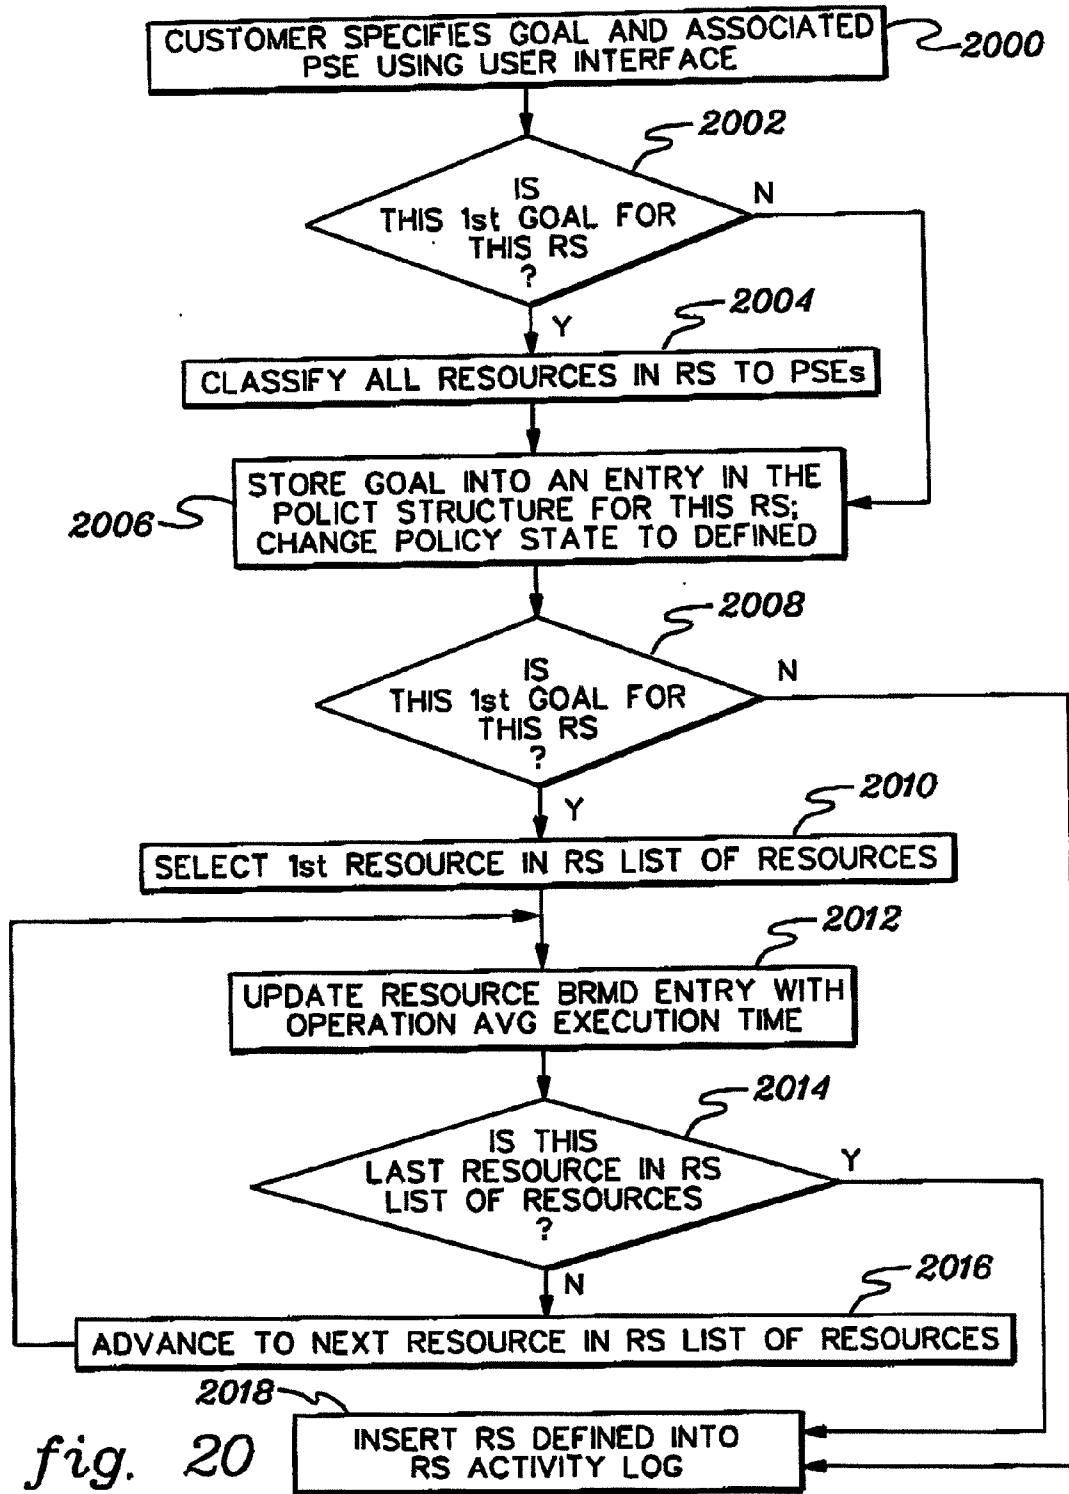 CUSTOMER SPECIFIES GOAL AND ASSOCIATED
PSE USING USER INTERFACE
2000
2002
IS
THIS 1st GOAL FOR
THIS RS
?
N
Y
2004
CLASSIFY ALL RESOURCES IN RS TO PSEs
STORE GOAL INTO AN ENTRY IN THE
POLICT STRUCTURE FOR THIS RS;
CHANGE POLICY STATE TO DEFINED
2006
2008
IS
THIS 1st GOAL FOR
THIS RS
?
N
Y
2010
SELECT 1st RESOURCE IN RS LIST OF RESOURCES
2012
UPDATE RESOURCE BRMD ENTRY WITH
OPERATION AVG EXECUTION TIME
2014
IS THIS
LAST RESOURCE IN RS
LIST OF RESOURCES
?
Y
N
2016
ADVANCE TO NEXT RESOURCE IN RS LIST OF RESOURCES
2018
INSERT RS DEFINED INTO
RS ACTIVITY LOG
fig. 20